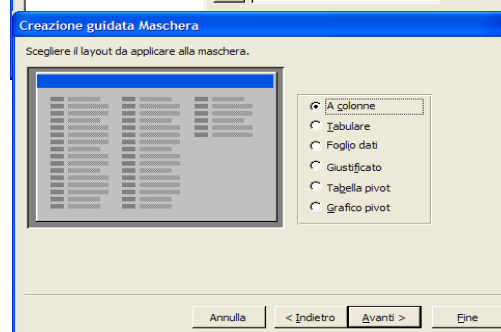 Creazione guidata Maschera
Scegliere il layout da applicare alla maschera.
A colonne
Tabulare
Foglio dati
Giustificato
Tabella pivot
Grafico pivot
Annulla
< Indietro
Avanti >
Fine